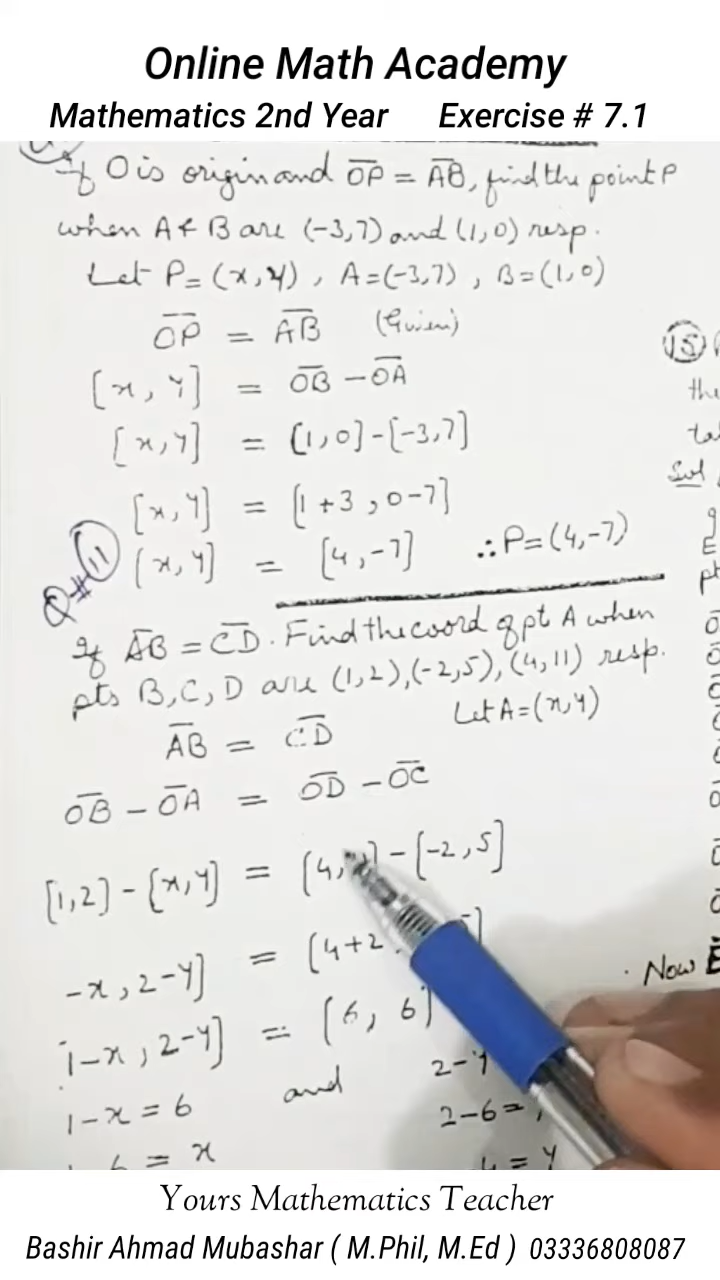 Online Math Academy
Mathematics 2nd Year Exercise # 7.1
If O is origin and OP = AB, find the point P
when A & B are (-3,7) and (1,0) resp.
Let P = (x,y), A=(-3,7), B=(1,0)
OP = AB (Given)
[x, y] = OB - OA
[x,y] = [1,0]-[-3,7]
[x,y] = [1+3, 0-7]
Q#11
[x,y] = [4,-7] ∴P=(4,-7)
If AB = CD. Find the coord of pt A when
pts B,C,D are (1,2),(-2,5),(4,11) resp.
Let A=(x,y)
AB = CD
OB - OA = OD - OC
[1,2]-[x,y] = [4, ]-[-2,5]
-x, 2-y] = [4+2
1-x, 2-y] = [6, 6]
1-x = 6 and 2-y
2-6 =
= x = y
15
the
Sol
pt
Now
Yours Mathematics Teacher
Bashir Ahmad Mubashar ( M.Phil, M.Ed ) 03336808087